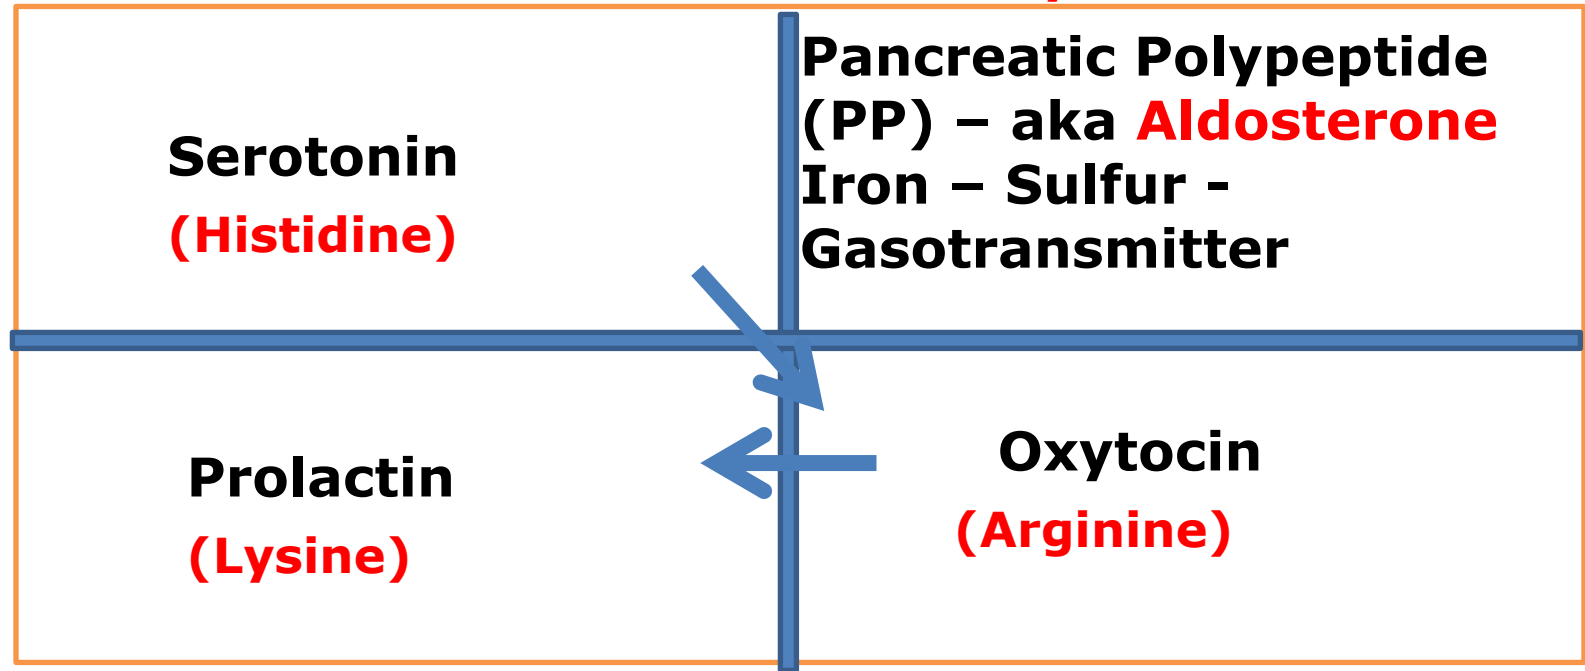 Serotonin
(Histidine)
Pancreatic Polypeptide
(PP) – aka Aldosterone
Iron – Sulfur -
Gasotransmitter
Prolactin
(Lysine)
Oxytocin
(Arginine)